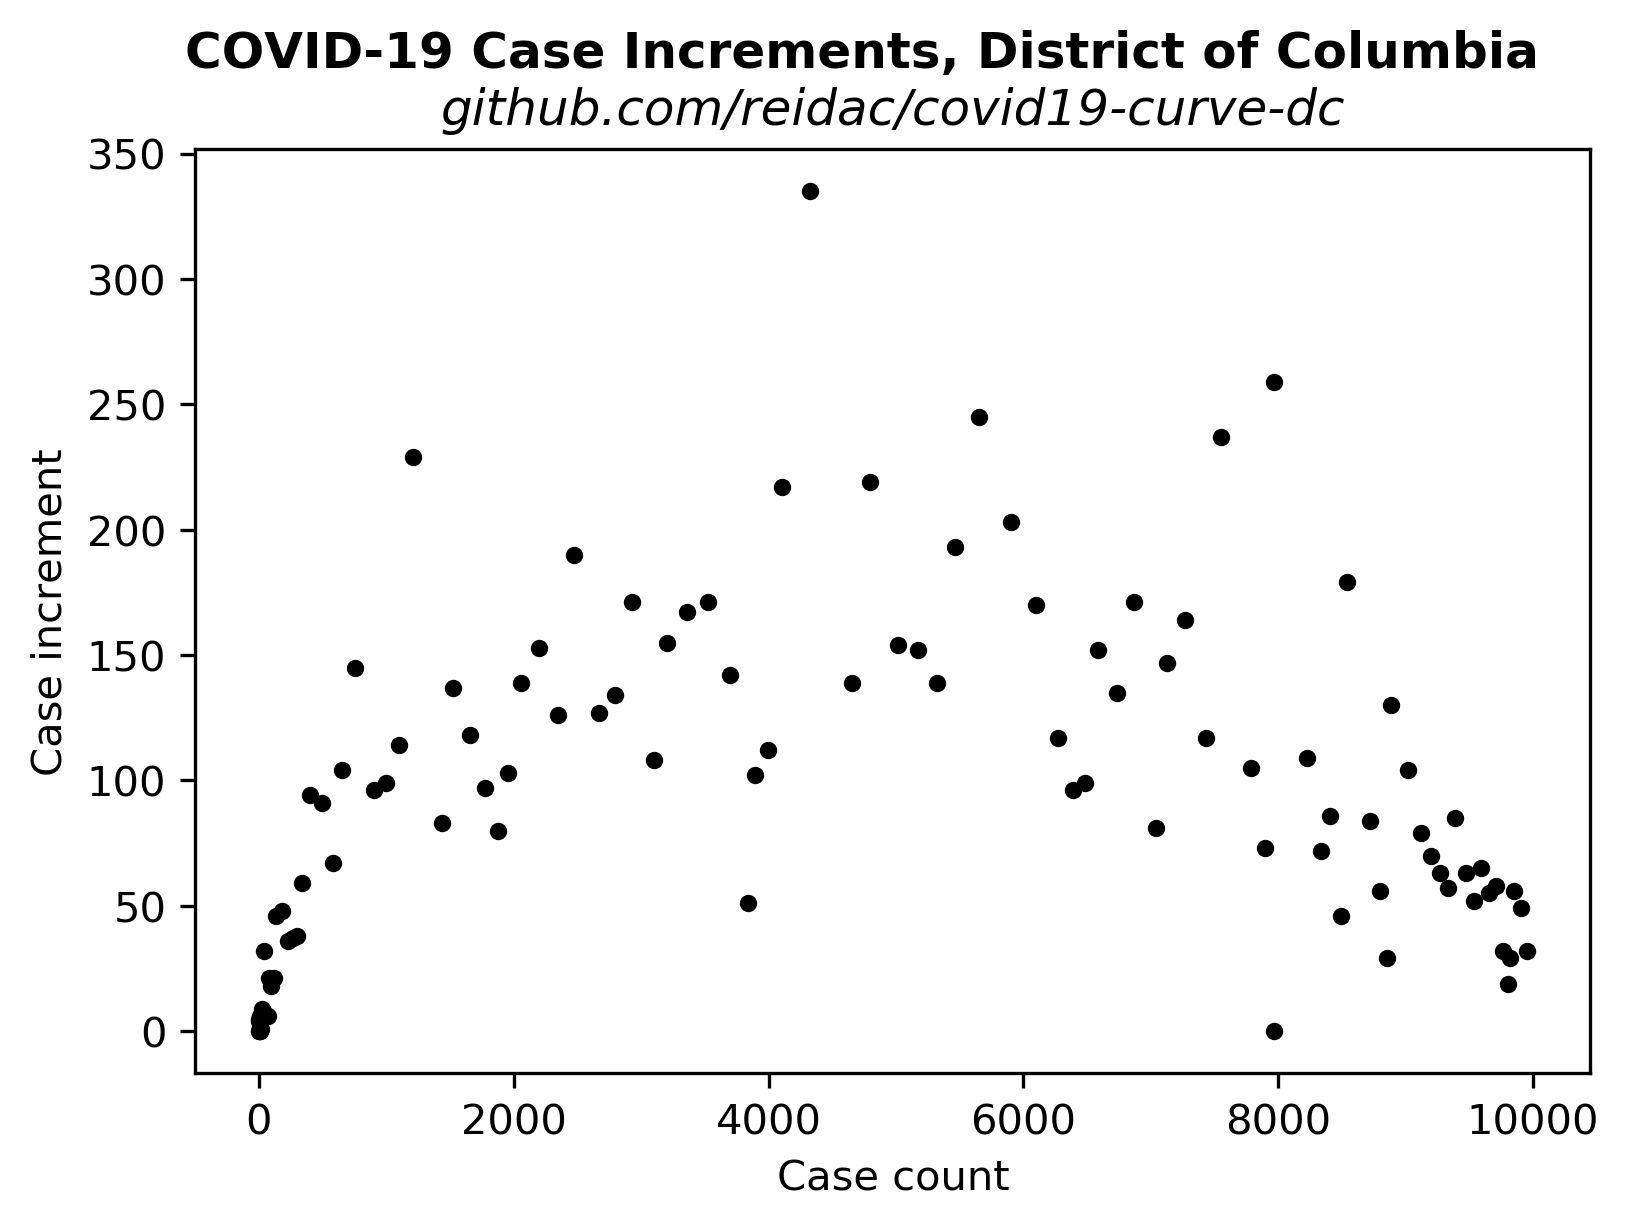 COVID-19 Case Increments, District of Columbia
github.com/reidac/covid19-curve-dc
350
300
250
200
150
100
50
0
Case increment
0 2000 4000 6000 8000 10000
Case count